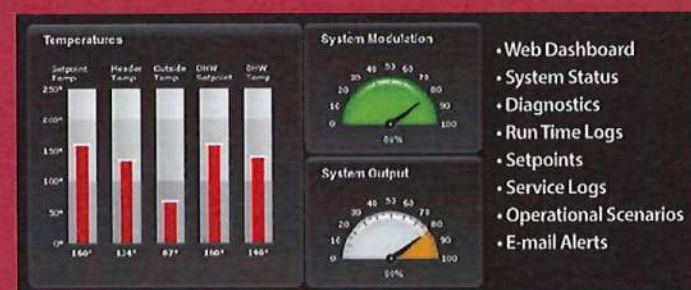 Temperatures
Setpoint Temp
Header Temp
Outside Temp
DHW Setpoint
DHW Temp
250°
200°
150°
100°
50°
0°
160°
134°
67°
160°
140°
System Modulation
0
10
20
30
40
50
60
70
80
90
100
80%
System Output
0
10
20
30
40
50
60
70
80
90
100
• Web Dashboard
• System Status
• Diagnostics
• Run Time Logs
• Setpoints
• Service Logs
• Operational Scenarios
• E-mail Alerts